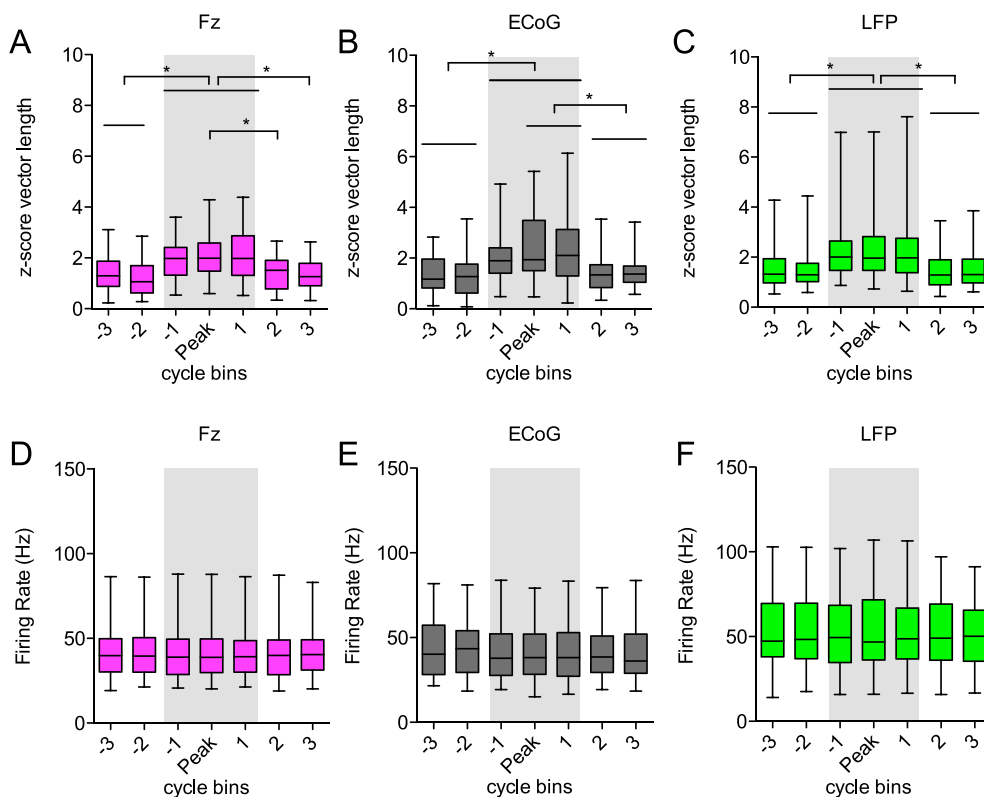 A
Fz
z-score vector length
10
8
6
4
2
0
*
*
*
-3 -2 -1 Peak 1 2 3
cycle bins
B
ECoG
z-score vector length
10
8
6
4
2
0
*
*
-3 -2 -1 Peak 1 2 3
cycle bins
C
LFP
z-score vector length
10
8
6
4
2
0
*
*
-3 -2 -1 Peak 1 2 3
cycle bins
D
Fz
Firing Rate (Hz)
150
100
50
0
-3 -2 -1 Peak 1 2 3
cycle bins
E
ECoG
Firing Rate (Hz)
150
100
50
0
-3 -2 -1 Peak 1 2 3
cycle bins
F
LFP
Firing Rate (Hz)
150
100
50
0
-3 -2 -1 Peak 1 2 3
cycle bins